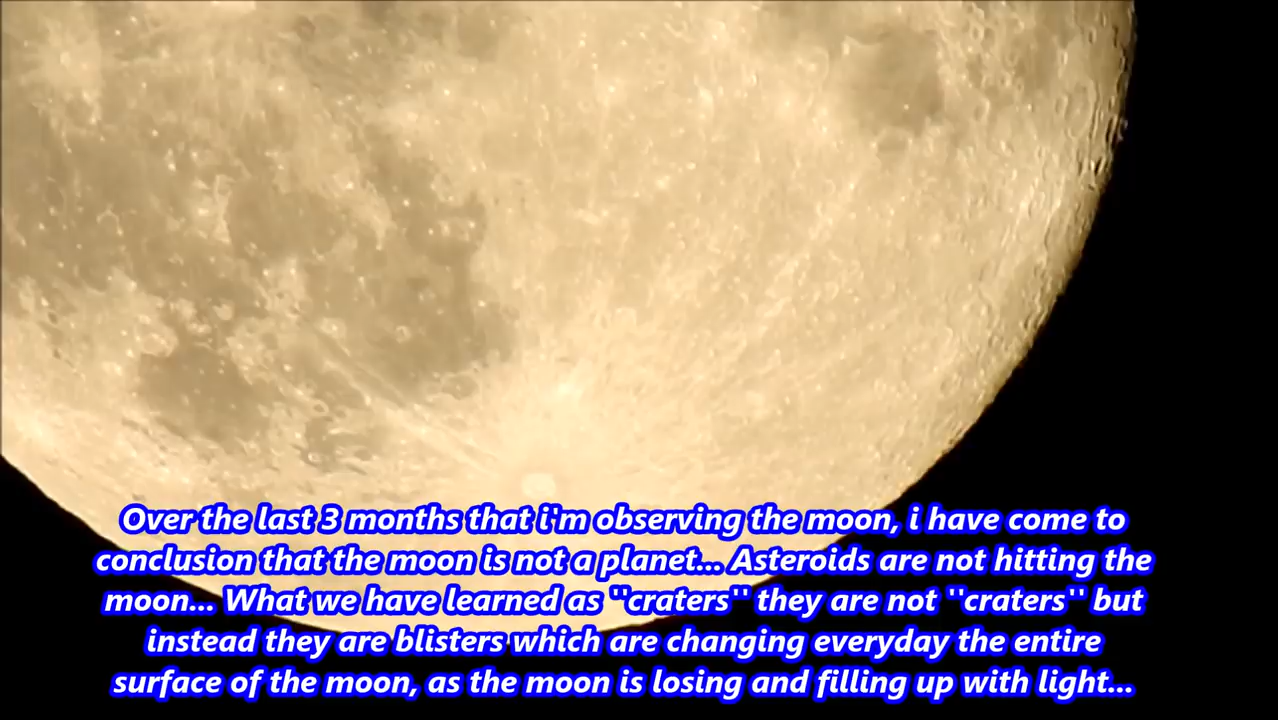 Over the last 3 months that i'm observing the moon, i have come to
conclusion that the moon is not a planet... Asteroids are not hitting the
moon... What we have learned as ''craters'' they are not ''craters'' but
instead they are blisters which are changing everyday the entire
surface of the moon, as the moon is losing and filling up with light...